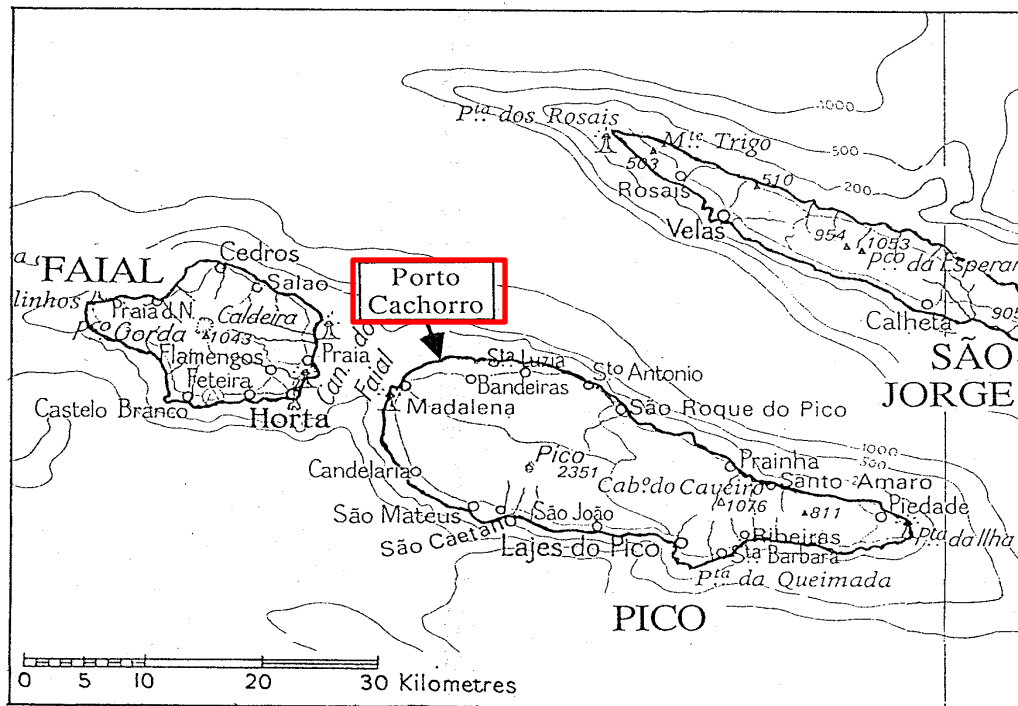 1000
Pta dos Rosais
500
Mte Trigo
503
510
200
Rosais
Velas
954
1053
Pco da Esperan
Calheta
905
SÃO
JORGE
Cedros
FAIAL
Salao
linhos
Praia d.N.
Caldeira
Pco Gorda
1043
Flamengos
Praia
Feteira
Can. do
Faial
Castelo Branco
Horta
Porto
Cachorro
Sta Luzia
Bandeiras
Sto Antonio
Madalena
São Roque do Pico
Pico
2351
Candelaria
Prainha
1000
500
Cabo do Caveiro
Santo Amaro
2
1076
811
Piedade
São Mateus
São João
São Caetan
Ribeiras
Pta da Ilha
Lajes do Pico
Sta Barbara
Pta da Queimada
PICO
0 5 10 20 30 Kilometres